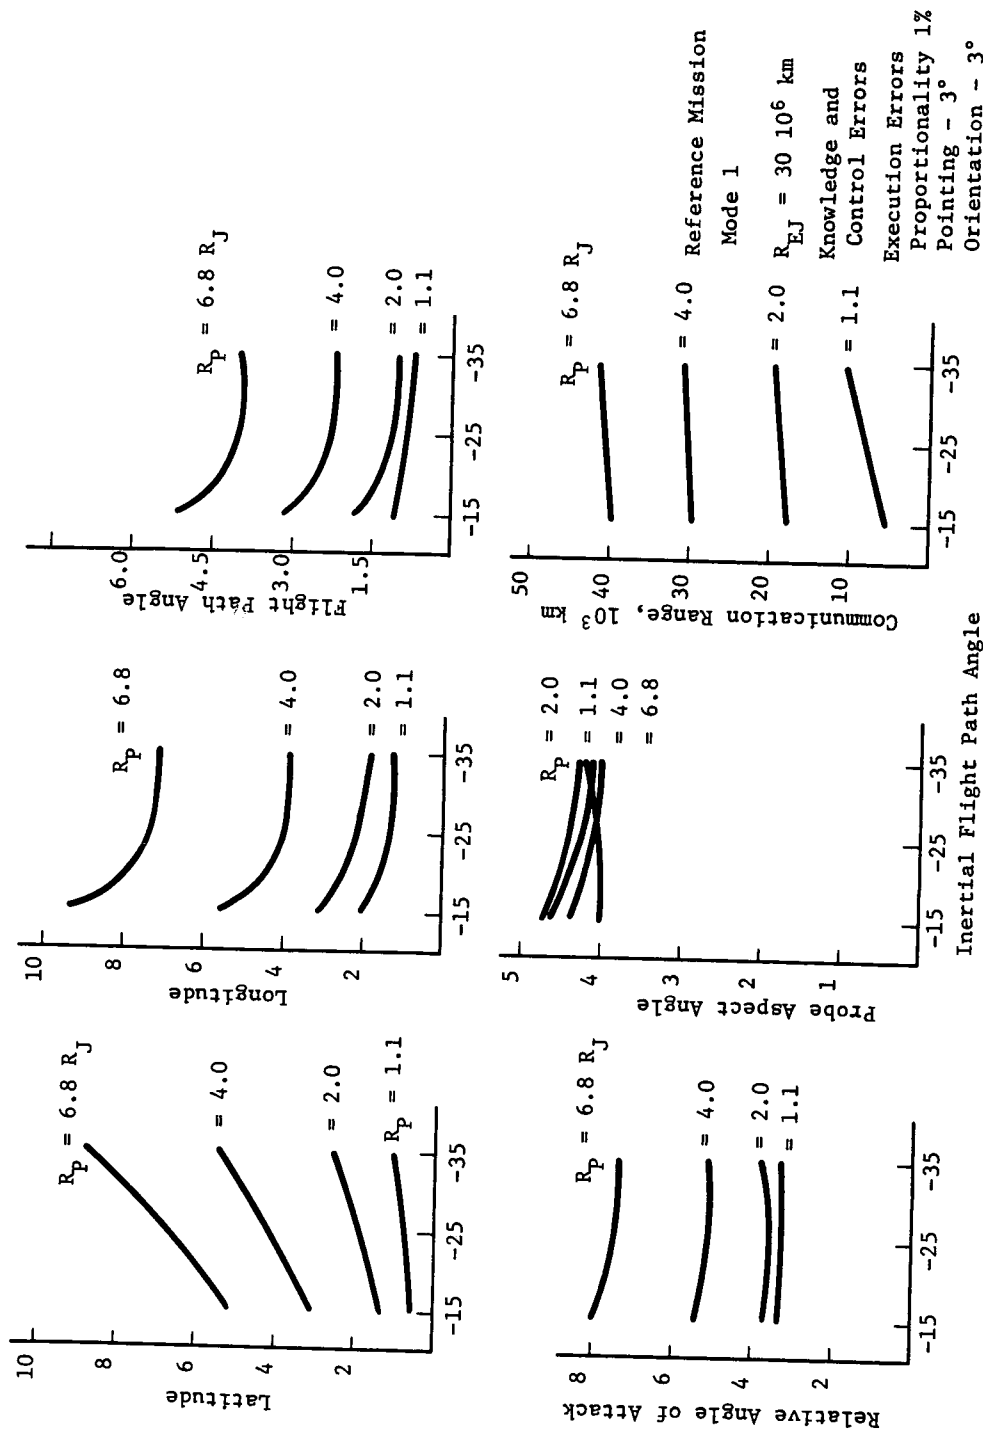 10
8
6
4
2
Latitude
R_P = 6.8 R_J
= 4.0
= 2.0
R_P = 1.1
-15
-25
-35
10
8
6
4
2
Longitude
R_P = 6.8
= 4.0
= 2.0
= 1.1
-15
-25
-35
6.0
4.5
3.0
1.5
Flight Path Angle
R_P = 6.8 R_J
= 4.0
= 2.0
= 1.1
-15
-25
-35
8
6
4
2
Relative Angle of Attack
R_P = 6.8 R_J
= 4.0
= 2.0
= 1.1
-15
-25
-35
5
4
3
2
1
Probe Aspect Angle
R_P = 2.0
= 1.1
= 4.0
= 6.8
-15
-25
-35
Inertial Flight Path Angle
50
40
30
20
10
Communication Range, 10³ km
R_P = 6.8 R_J
= 4.0
= 2.0
= 1.1
-15
-25
-35
Reference Mission
Mode 1
R_EJ = 30 10⁶ km
Knowledge and
Control Errors
Execution Errors
Proportionality 1%
Pointing - 3°
Orientation - 3°